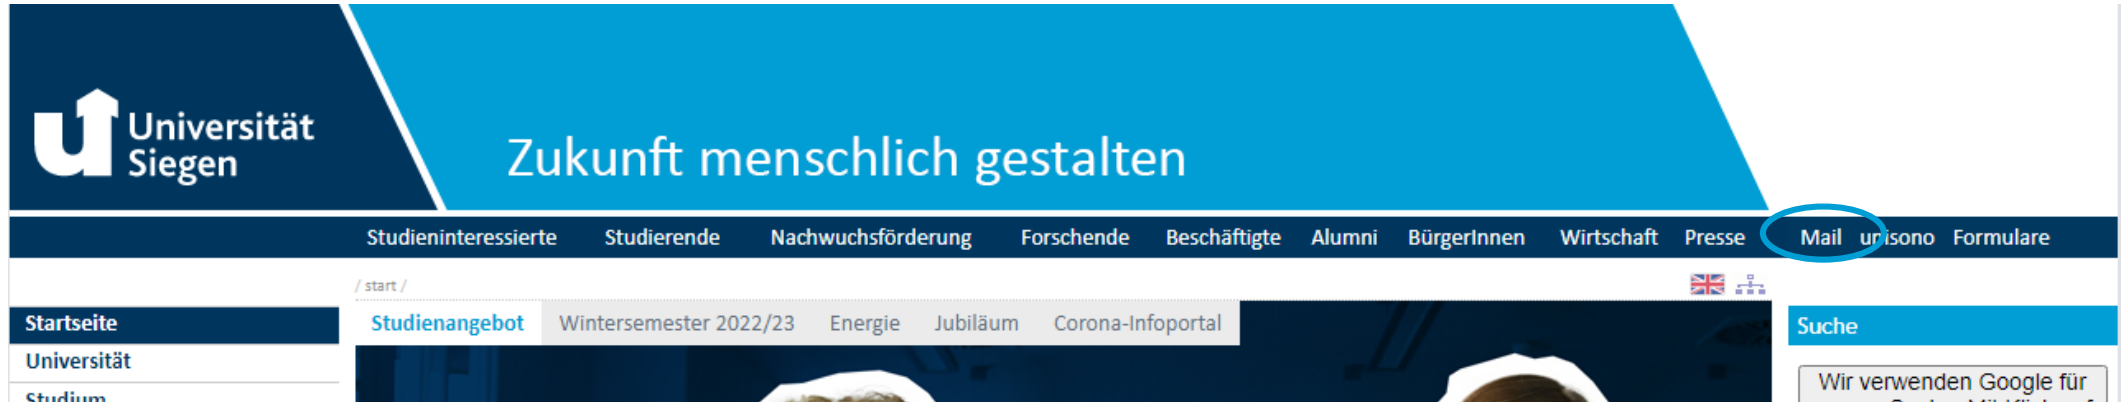 Universität
Siegen
Zukunft menschlich gestalten
Studieninteressierte Studierende Nachwuchsförderung Forschende Beschäftigte Alumni BürgerInnen Wirtschaft Presse Mail unisono Formulare
/ start /
Startseite
Studienangebot Wintersemester 2022/23 Energie Jubiläum Corona-Infoportal
Suche
Universität
Wir verwenden Google für
Studium